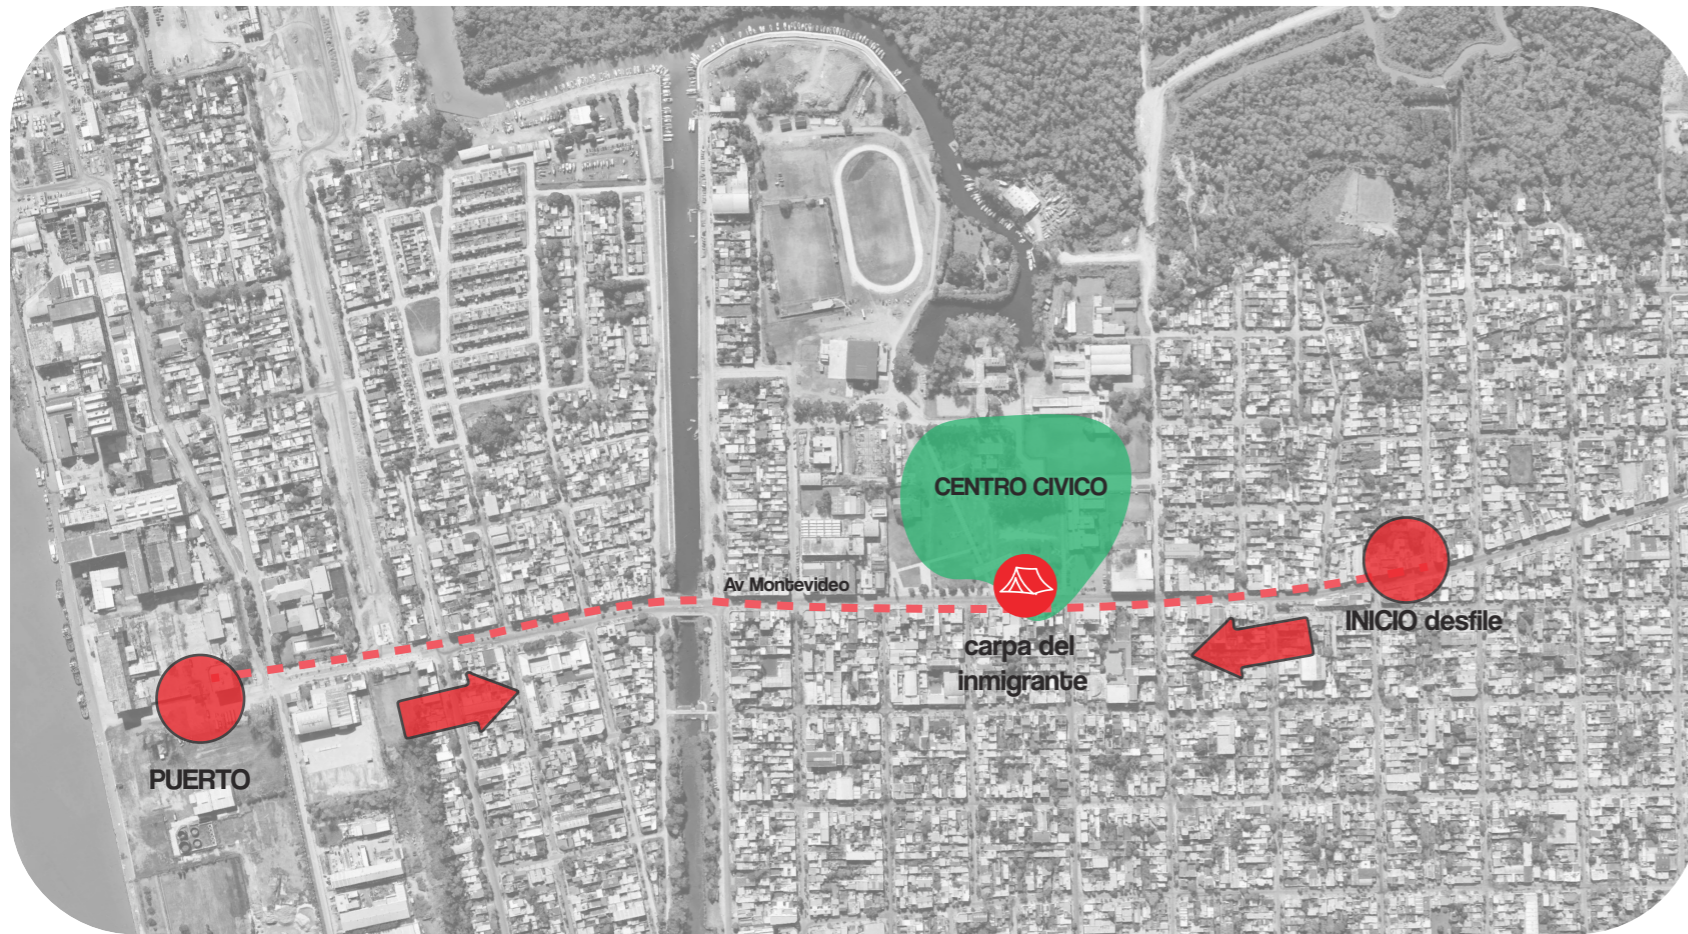 CENTRO CIVICO
Av Montevideo
INICIO desfile
carpa del
inmigrante
PUERTO